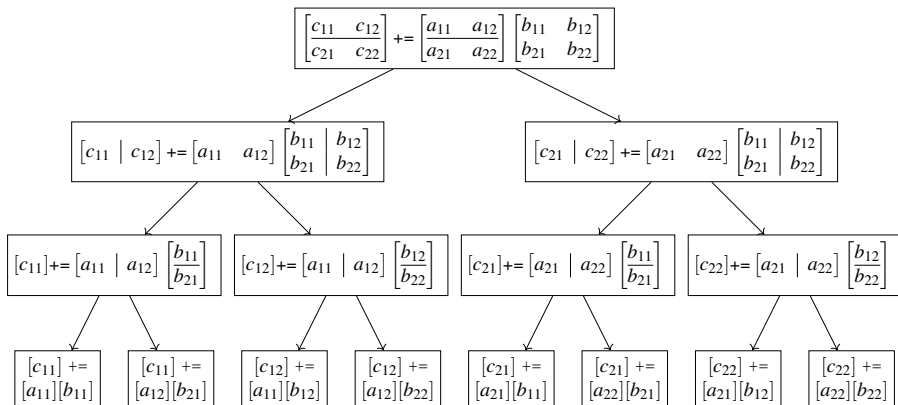 [c₁₁ c₁₂ / c₂₁ c₂₂] += [a₁₁ a₁₂ / a₂₁ a₂₂] [b₁₁ b₁₂ ; b₂₁ b₂₂]
[c₁₁ | c₁₂] += [a₁₁ a₁₂] [b₁₁ | b₁₂ ; b₂₁ | b₂₂]
[c₂₁ | c₂₂] += [a₂₁ a₂₂] [b₁₁ | b₁₂ ; b₂₁ | b₂₂]
[c₁₁]+= [a₁₁ | a₁₂] [b₁₁ / b₂₁]
[c₁₂]+= [a₁₁ | a₁₂] [b₁₂ / b₂₂]
[c₂₁]+= [a₂₁ | a₂₂] [b₁₁ / b₂₁]
[c₂₂]+= [a₂₁ | a₂₂] [b₁₂ / b₂₂]
[c₁₁] +=
[a₁₁][b₁₁]
[c₁₁] +=
[a₁₂][b₂₁]
[c₁₂] +=
[a₁₁][b₁₂]
[c₁₂] +=
[a₁₂][b₂₂]
[c₂₁] +=
[a₂₁][b₁₁]
[c₂₁] +=
[a₂₂][b₂₁]
[c₂₂] +=
[a₂₁][b₁₂]
[c₂₂] +=
[a₂₂][b₂₂]